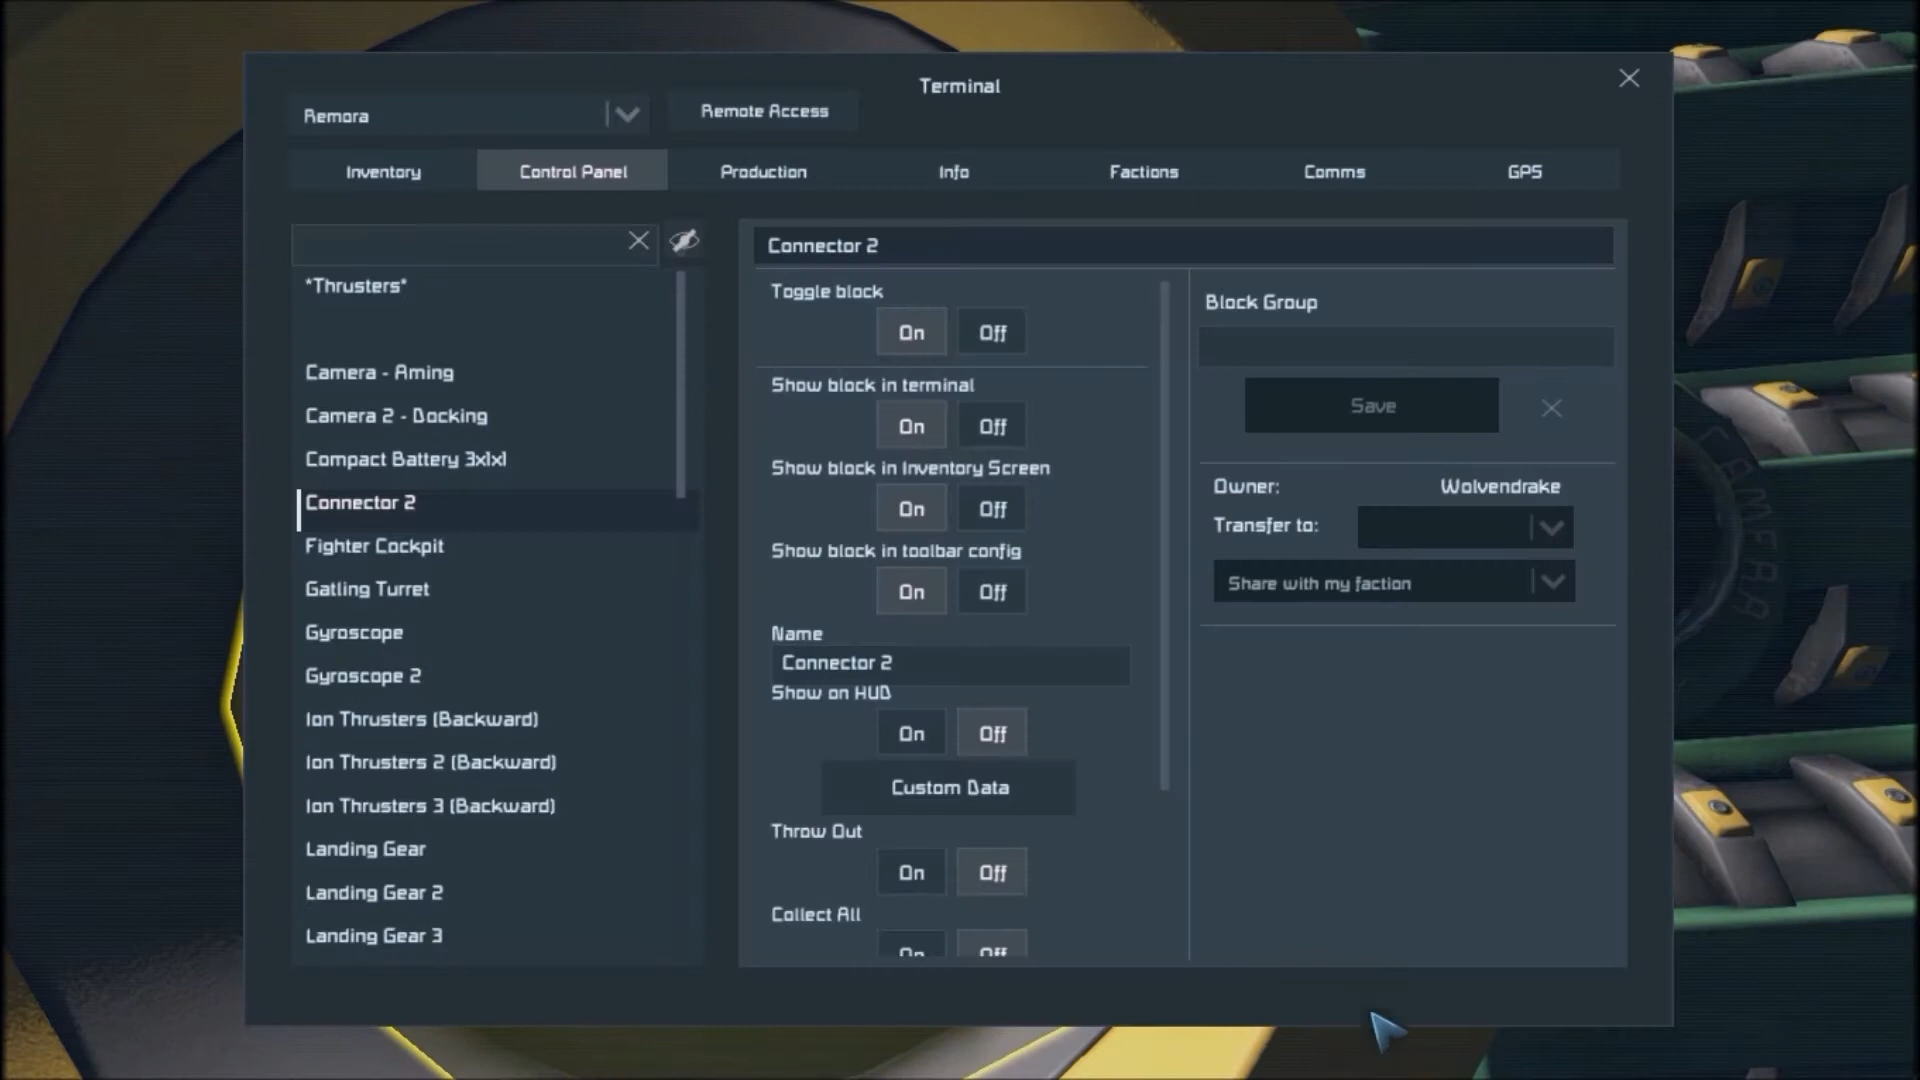 Terminal
Remora
Remote Access
Inventory
Control Panel
Production
Info
Factions
Comms
GPS
*Thrusters*
Camera - Aming
Camera 2 - Docking
Compact Battery 3x1x1
Connector 2
Fighter Cockpit
Gatling Turret
Gyroscope
Gyroscope 2
Ion Thrusters (Backward)
Ion Thrusters 2 (Backward)
Ion Thrusters 3 (Backward)
Landing Gear
Landing Gear 2
Landing Gear 3
Connector 2
Toggle block
On Off
Show block in terminal
On Off
Show block in Inventory Screen
On Off
Show block in toolbar config
On Off
Name
Connector 2
Show on HUD
On Off
Custom Data
Throw Out
On Off
Collect All
On Off
Block Group
Save
Owner: Wolvendrake
Transfer to:
Share with my faction